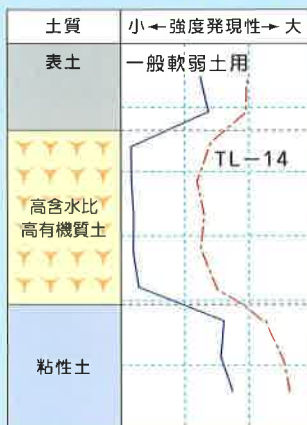 土質
小←強度発現性→大
表土
一般軟弱土用
TL-14
高含水比
高有機質土
粘性土